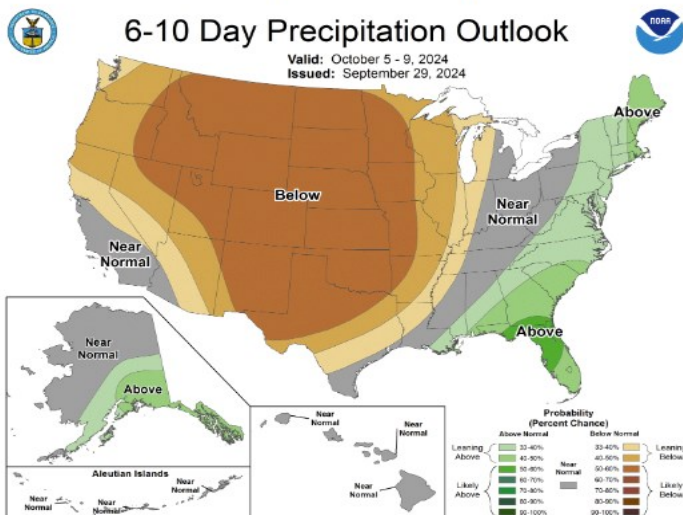 6-10 Day Precipitation Outlook
NOAA
Valid: October 5 - 9, 2024
Issued: September 29, 2024
Above
Below
Near
Normal
Near
Normal
Above
Near
Normal
Above
Aleutian Islands
Near
Normal
Near
Normal
Near
Normal
Near
Normal
Near
Normal
Near
Normal
Probability
(Percent Chance)
Above Normal
Below Normal
Leaning
Above
33-40%
40-50%
50-60%
Likely
Above
60-70%
70-80%
80-90%
90-100%
Near
Normal
33-40%
40-50%
50-60%
Leaning
Below
60-70%
70-80%
80-90%
90-100%
Likely
Below